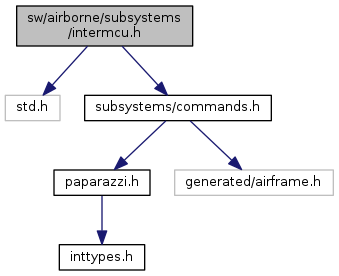 sw/airborne/subsystems
/intermcu.h
std.h
subsystems/commands.h
paparazzi.h
generated/airframe.h
inttypes.h